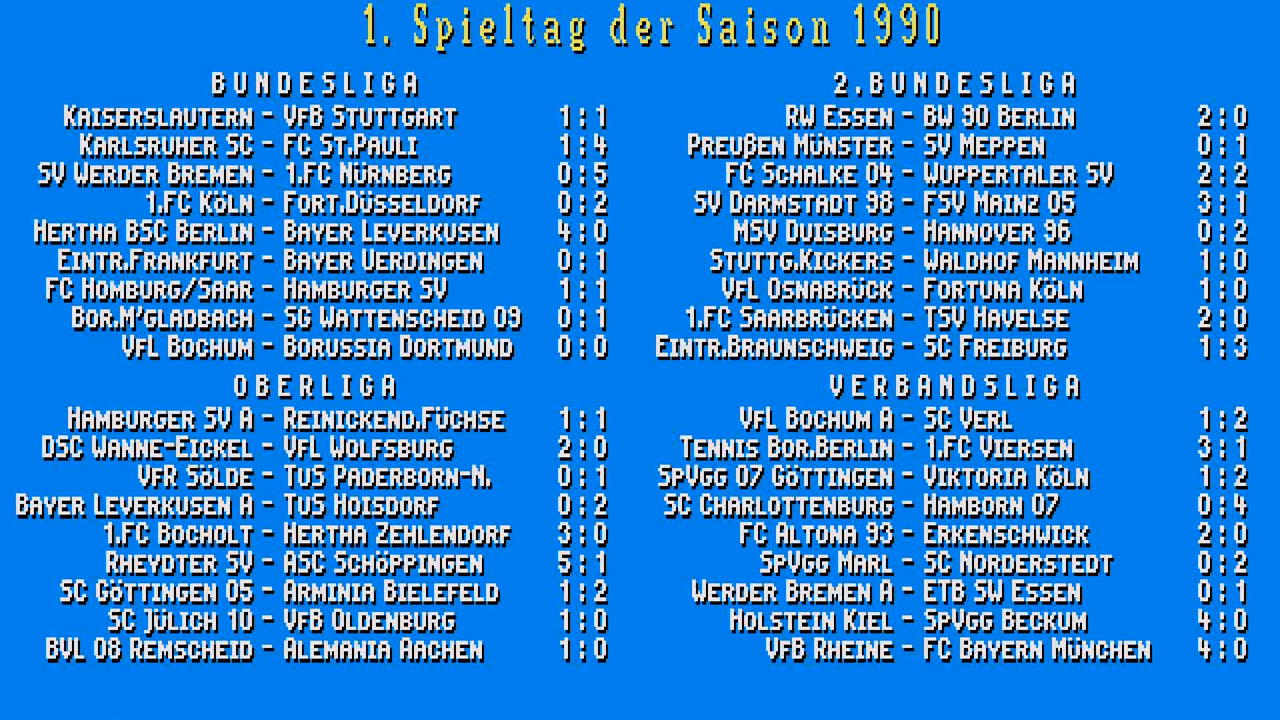 1. Spieltag der Saison 1990
BUNDESLIGA
KAISERSLAUTERN - VFB STUTTGART 1:1
KARLSRUHER SC - FC ST.PAULI 1:4
SV WERDER BREMEN - 1.FC NÜRNBERG 0:5
1.FC KÖLN - FORT.DÜSSELDORF 0:2
HERTHA BSC BERLIN - BAYER LEVERKUSEN 4:0
EINTR.FRANKFURT - BAYER UERDINGEN 0:1
FC HOMBURG/SAAR - HAMBURGER SV 1:1
BOR.M'GLADBACH - SG WATTENSCHEID 09 0:1
VFL BOCHUM - BORUSSIA DORTMUND 0:0
2.BUNDESLIGA
RW ESSEN - BW 90 BERLIN 2:0
PREUßEN MÜNSTER - SV MEPPEN 0:1
FC SCHALKE 04 - WUPPERTALER SV 2:2
SV DARMSTADT 98 - FSV MAINZ 05 3:1
MSV DUISBURG - HANNOVER 96 0:2
STUTTG.KICKERS - WALDHOF MANNHEIM 1:0
VFL OSNABRÜCK - FORTUNA KÖLN 1:0
1.FC SAARBRÜCKEN - TSV HAVELSE 2:0
EINTR.BRAUNSCHWEIG - SC FREIBURG 1:3
OBERLIGA
HAMBURGER SV A - REINICKEND.FÜCHSE 1:1
DSC WANNE-EICKEL - VFL WOLFSBURG 2:0
VFR SÖLDE - TUS PADERBORN-N. 0:1
BAYER LEVERKUSEN A - TUS HOISDORF 0:2
1.FC BOCHOLT - HERTHA ZEHLENDORF 3:0
RHEYDTER SV - ASC SCHÖPPINGEN 5:1
SC GÖTTINGEN 05 - ARMINIA BIELEFELD 1:2
SC JÜLICH 10 - VFB OLDENBURG 1:0
BVL 08 REMSCHEID - ALEMANIA AACHEN 1:0
VERBANDSLIGA
VFL BOCHUM A - SC VERL 1:2
TENNIS BOR.BERLIN - 1.FC VIERSEN 3:1
SPVGG 07 GÖTTINGEN - VIKTORIA KÖLN 1:2
SC CHARLOTTENBURG - HAMBORN 07 0:4
FC ALTONA 93 - ERKENSCHWICK 2:0
SPVGG MARL - SC NORDERSTEDT 0:2
WERDER BREMEN A - ETB SW ESSEN 0:1
HOLSTEIN KIEL - SPVGG BECKUM 4:0
VFB RHEINE - FC BAYERN MÜNCHEN 4:0